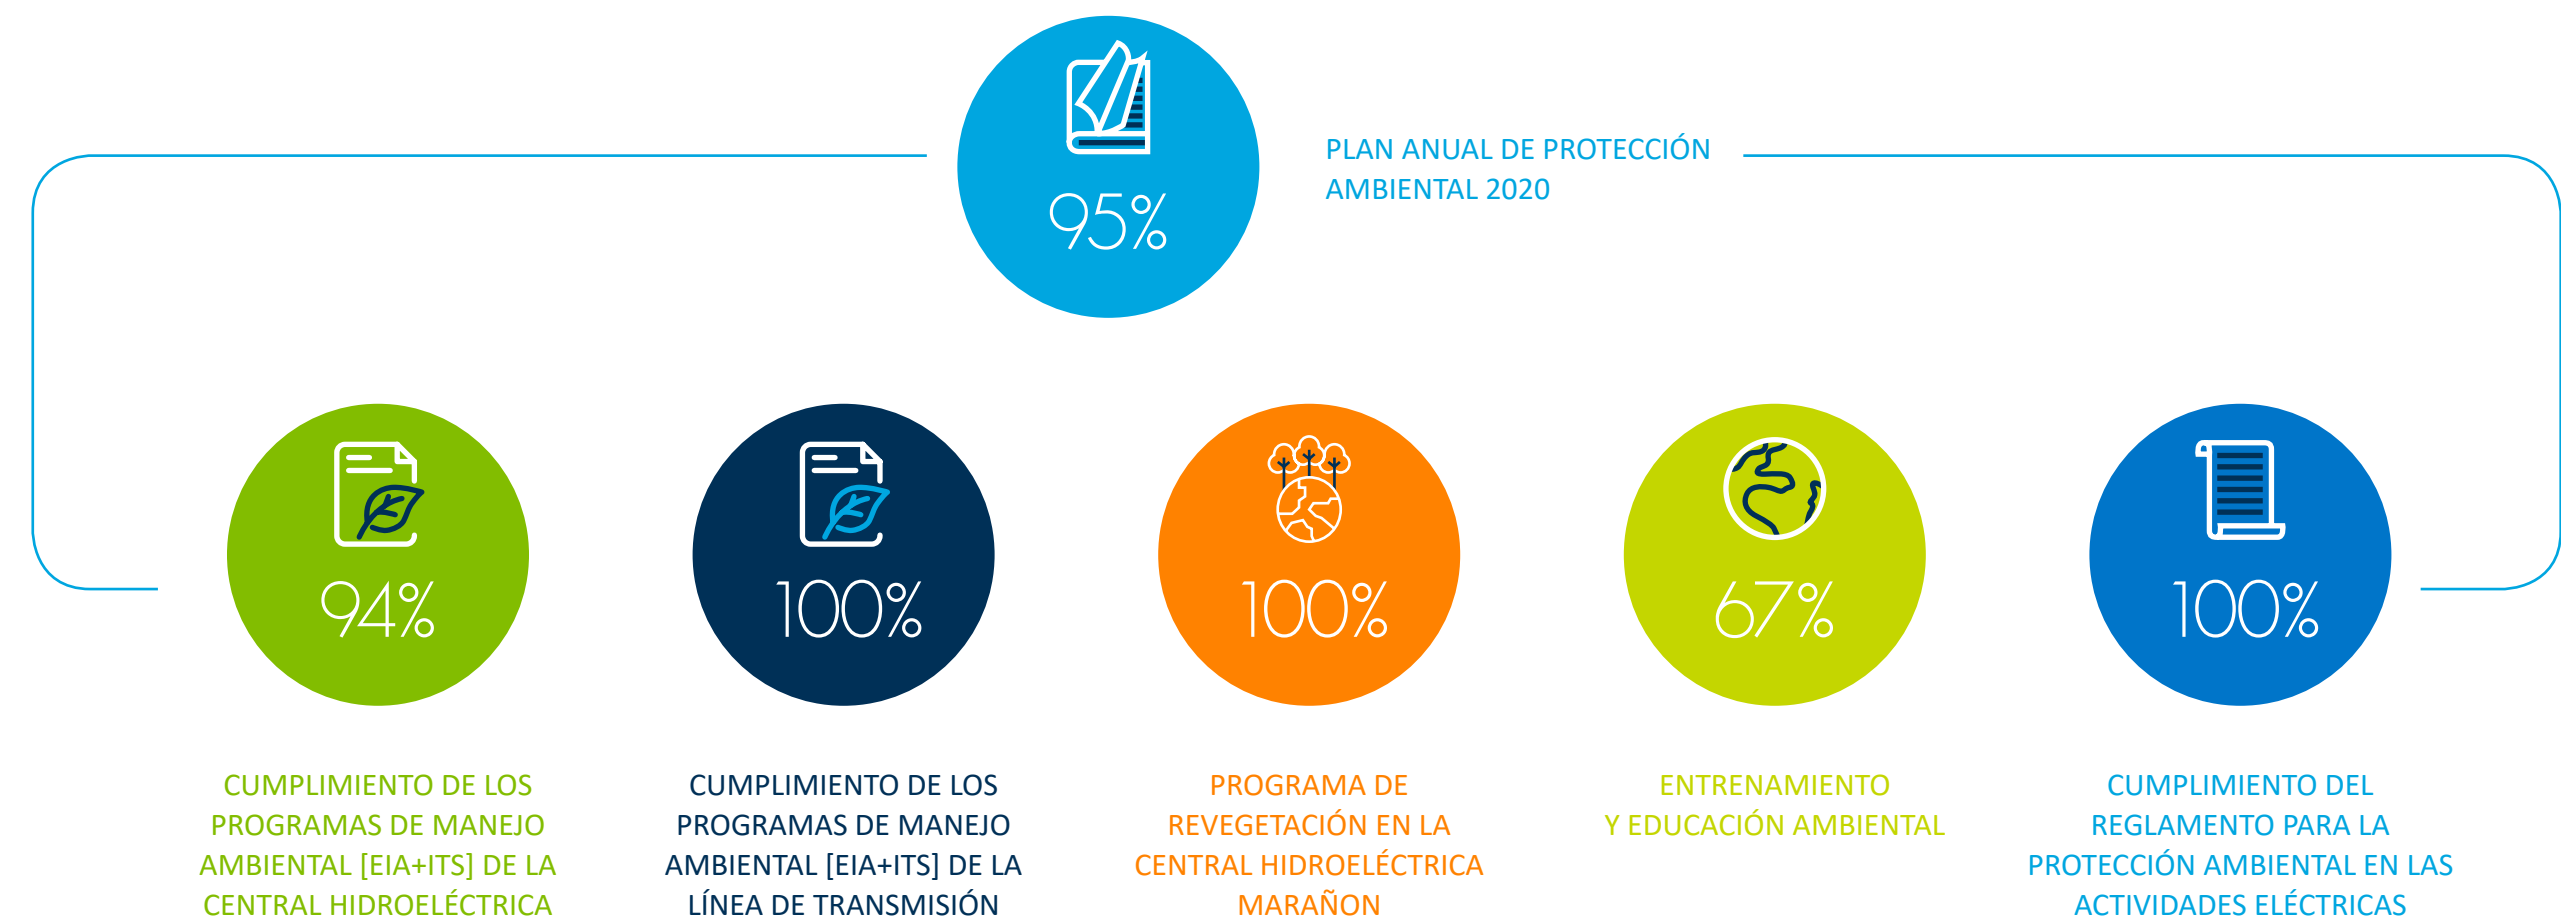 95%
PLAN ANUAL DE PROTECCIÓN
AMBIENTAL 2020
94%
CUMPLIMIENTO DE LOS
PROGRAMAS DE MANEJO
AMBIENTAL [EIA+ITS] DE LA
CENTRAL HIDROELÉCTRICA
100%
CUMPLIMIENTO DE LOS
PROGRAMAS DE MANEJO
AMBIENTAL [EIA+ITS] DE LA
LÍNEA DE TRANSMISIÓN
100%
PROGRAMA DE
REVEGETACIÓN EN LA
CENTRAL HIDROELÉCTRICA
MARAÑON
67%
ENTRENAMIENTO
Y EDUCACIÓN AMBIENTAL
100%
CUMPLIMIENTO DEL
REGLAMENTO PARA LA
PROTECCIÓN AMBIENTAL EN LAS
ACTIVIDADES ELÉCTRICAS